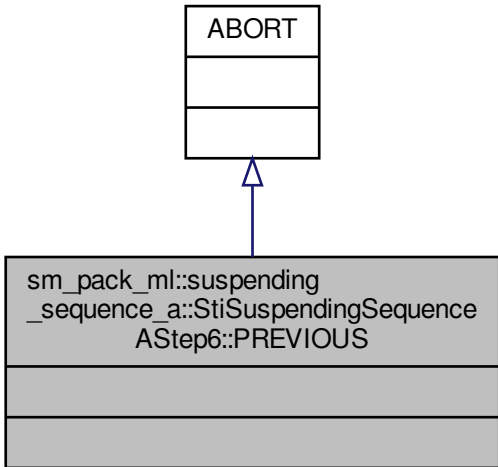 ABORT
sm_pack_ml::suspending
_sequence_a::StiSuspendingSequence
AStep6::PREVIOUS